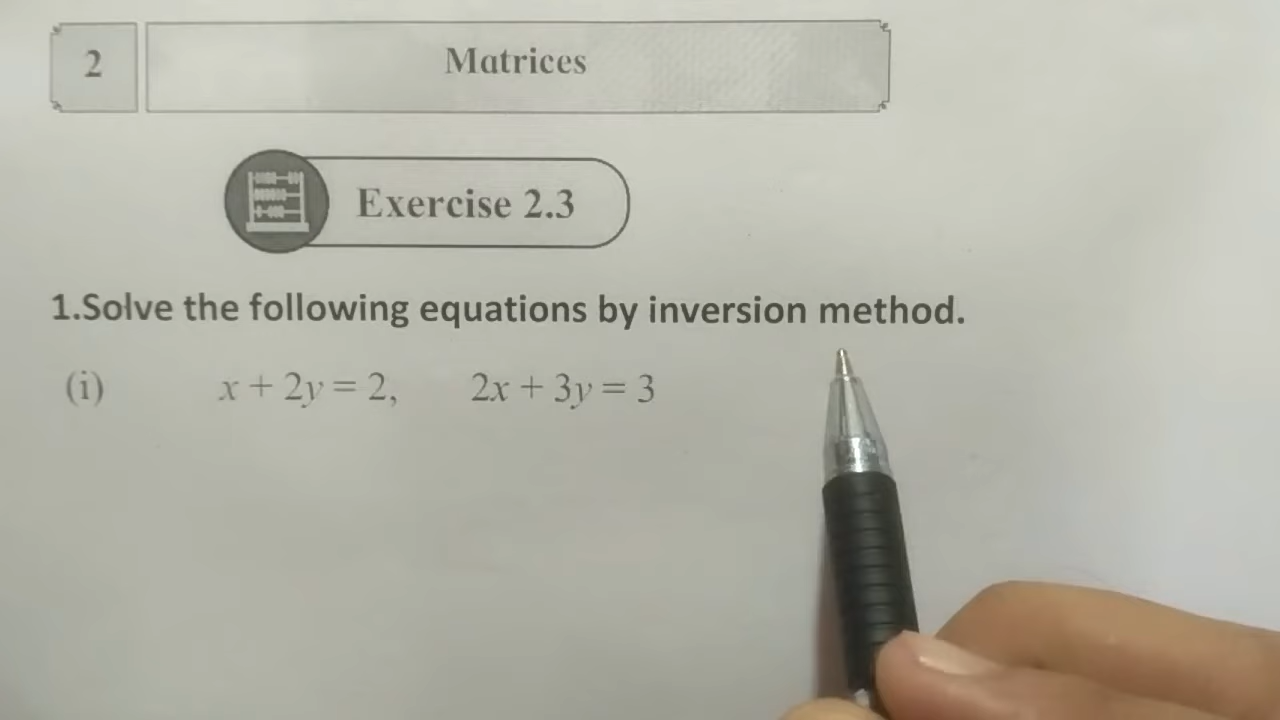 2 Matrices
Exercise 2.3
1.Solve the following equations by inversion method.
(i) x + 2y = 2, 2x + 3y = 3